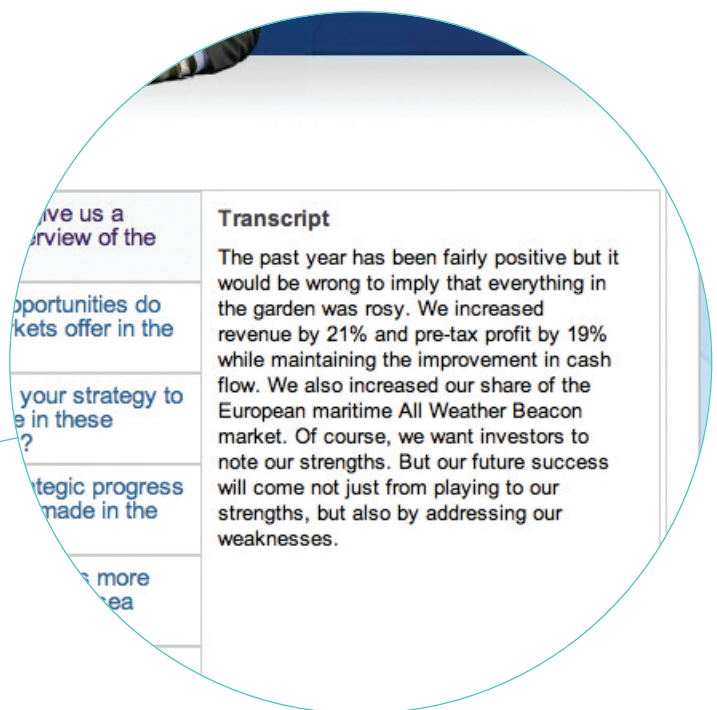 give us a
erview of the
pportunities do
kets offer in the
your strategy to
e in these
?
tegic progress
made in the
s more
sea
Transcript
The past year has been fairly positive but it
would be wrong to imply that everything in
the garden was rosy. We increased
revenue by 21% and pre-tax profit by 19%
while maintaining the improvement in cash
flow. We also increased our share of the
European maritime All Weather Beacon
market. Of course, we want investors to
note our strengths. But our future success
will come not just from playing to our
strengths, but also by addressing our
weaknesses.